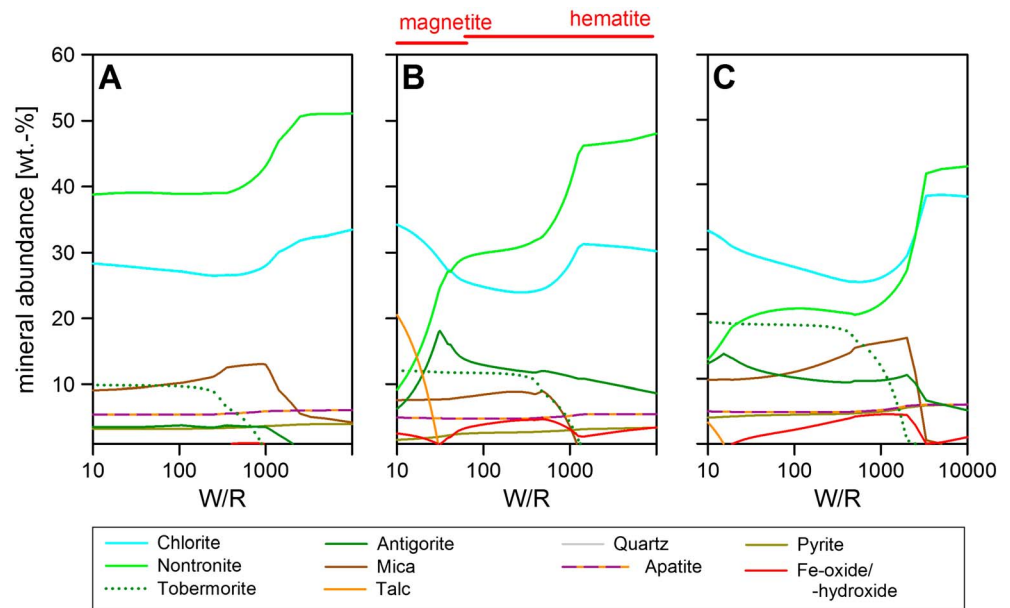 magnetite hematite
A B C
mineral abundance [wt.-%]
60
50
40
30
20
10
10 100 1000 10 100 1000 10 100 1000 10000
W/R W/R W/R
Chlorite Antigorite Quartz Pyrite
Nontronite Mica Apatite Fe-oxide/
-hydroxide
Tobermorite Talc